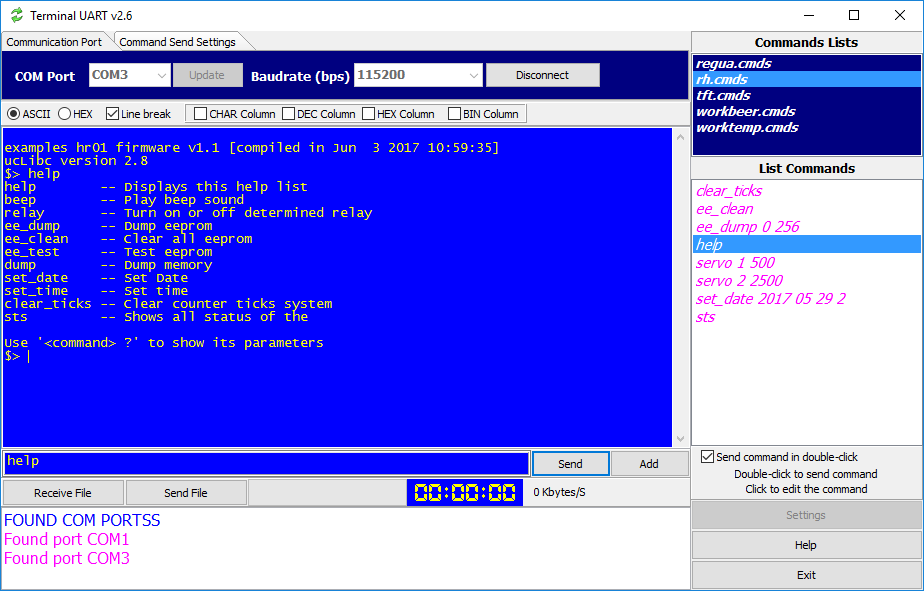 Terminal UART v2.6
Communication Port
Command Send Settings
COM Port COM3 Update Baudrate (bps) 115200 Disconnect
ASCII HEX Line break CHAR Column DEC Column HEX Column BIN Column
examples hr01 firmware v1.1 [compiled in Jun  3 2017 10:59:35]
ucLibc version 2.8
$> help
help        -- Displays this help list
beep        -- Play beep sound
relay       -- Turn on or off determined relay
ee_dump     -- Dump eeprom
ee_clean    -- Clear all eeprom
ee_test     -- Test eeprom
dump        -- Dump memory
set_date    -- Set Date
set_time    -- Set time
clear_ticks -- Clear counter ticks system
sts         -- Shows all status of the
Use '<command> ?' to show its parameters
$>
help
Send Add
Receive File Send File 00:00:00 0 Kbytes/S
FOUND COM PORTSS
Found port COM1
Found port COM3
Commands Lists
regua.cmds
rh.cmds
tft.cmds
workbeer.cmds
worktemp.cmds
List Commands
clear_ticks
ee_clean
ee_dump 0 256
help
servo 1 500
servo 2 2500
set_date 2017 05 29 2
sts
Send command in double-click
Double-click to send command
Click to edit the command
Settings
Help
Exit